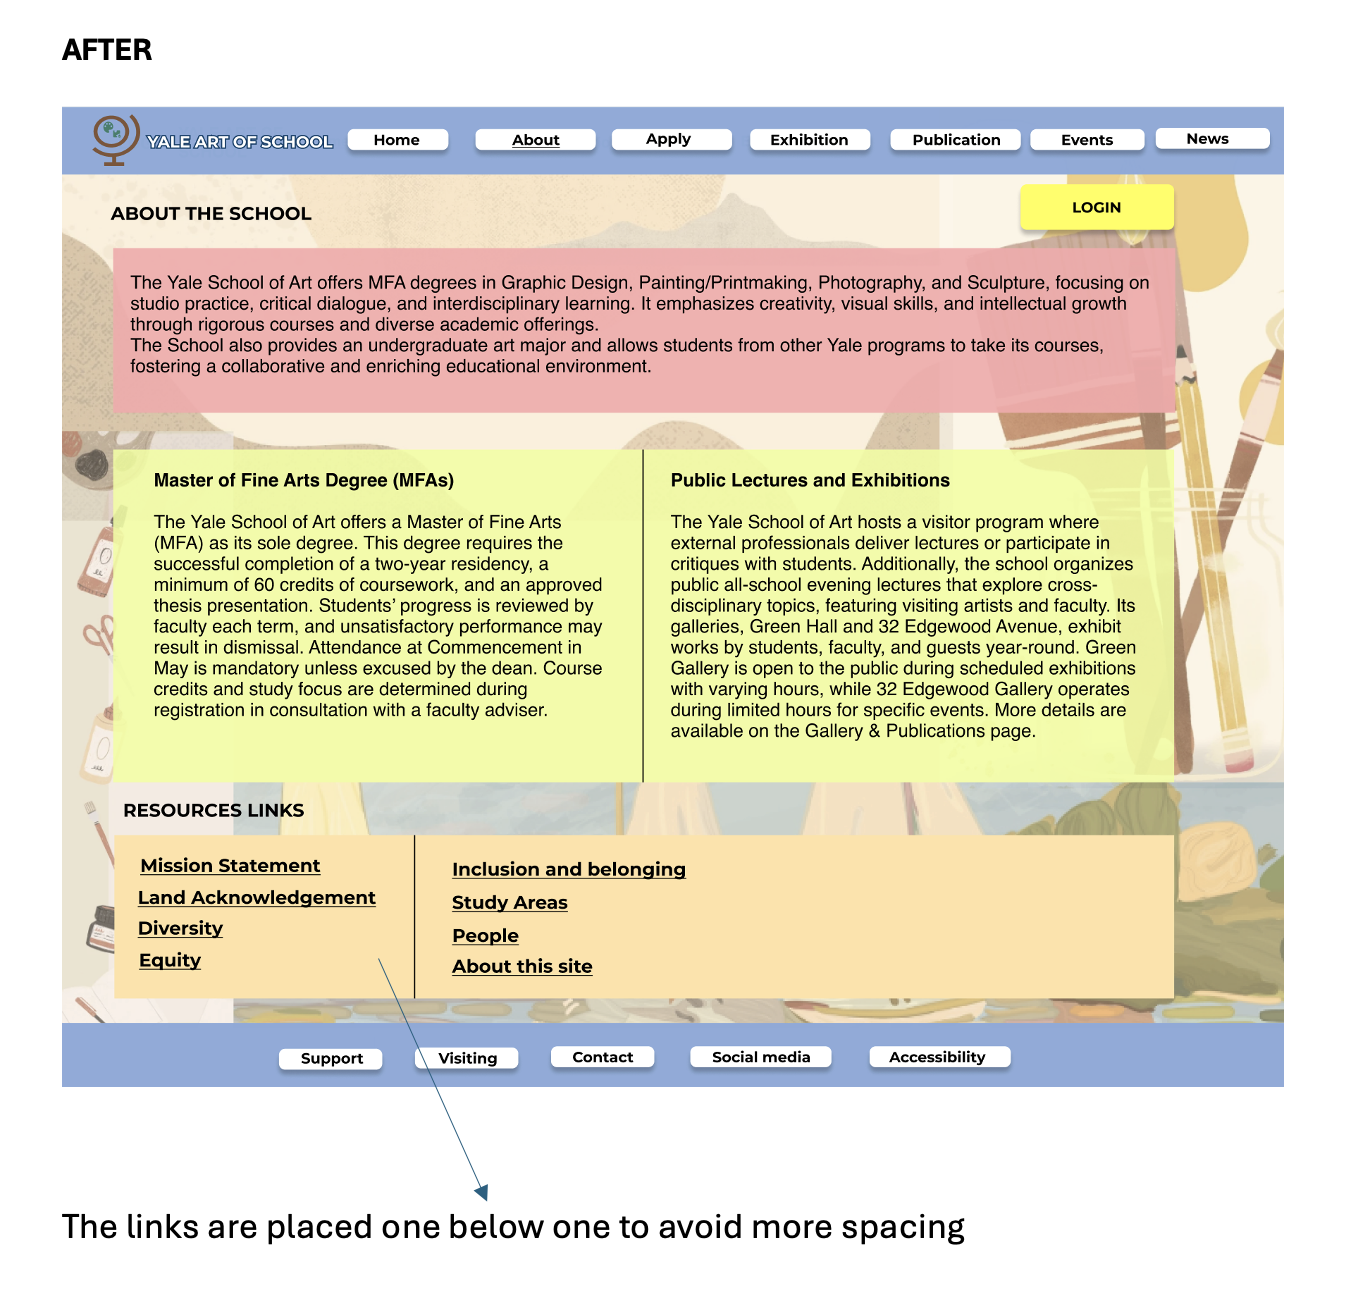 AFTER
YALE ART OF SCHOOL
Home
About
Apply
Exhibition
Publication
Events
News
ABOUT THE SCHOOL
LOGIN
The Yale School of Art offers MFA degrees in Graphic Design, Painting/Printmaking, Photography, and Sculpture, focusing on
studio practice, critical dialogue, and interdisciplinary learning. It emphasizes creativity, visual skills, and intellectual growth
through rigorous courses and diverse academic offerings.
The School also provides an undergraduate art major and allows students from other Yale programs to take its courses,
fostering a collaborative and enriching educational environment.
Master of Fine Arts Degree (MFAs)
The Yale School of Art offers a Master of Fine Arts
(MFA) as its sole degree. This degree requires the
successful completion of a two-year residency, a
minimum of 60 credits of coursework, and an approved
thesis presentation. Students’ progress is reviewed by
faculty each term, and unsatisfactory performance may
result in dismissal. Attendance at Commencement in
May is mandatory unless excused by the dean. Course
credits and study focus are determined during
registration in consultation with a faculty adviser.
Public Lectures and Exhibitions
The Yale School of Art hosts a visitor program where
external professionals deliver lectures or participate in
critiques with students. Additionally, the school organizes
public all-school evening lectures that explore cross-
disciplinary topics, featuring visiting artists and faculty. Its
galleries, Green Hall and 32 Edgewood Avenue, exhibit
works by students, faculty, and guests year-round. Green
Gallery is open to the public during scheduled exhibitions
with varying hours, while 32 Edgewood Gallery operates
during limited hours for specific events. More details are
available on the Gallery & Publications page.
RESOURCES LINKS
Mission Statement
Land Acknowledgement
Diversity
Equity
Inclusion and belonging
Study Areas
People
About this site
Support
Visiting
Contact
Social media
Accessibility
The links are placed one below one to avoid more spacing